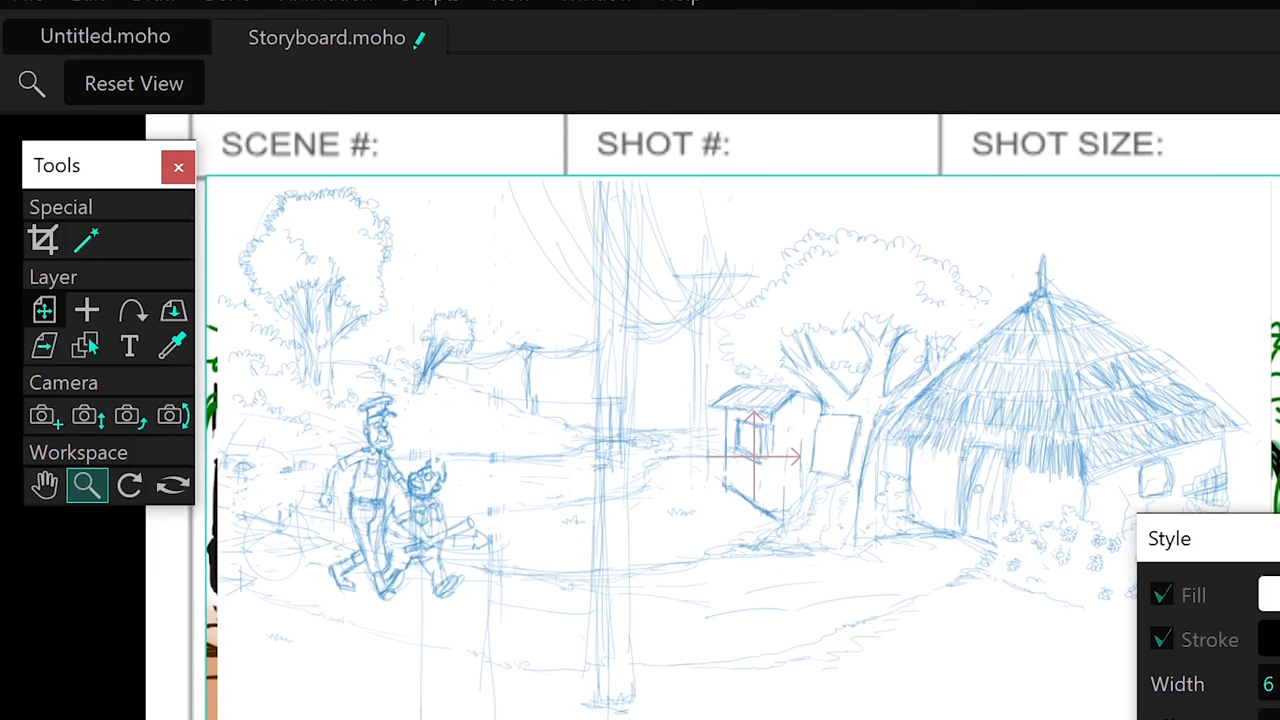 Untitled.moho
Storyboard.moho
Reset View
SCENE #:
SHOT #:
SHOT SIZE:
Tools
x
Special
Layer
T
Camera
Workspace
Style
Fill
Stroke
Width
6